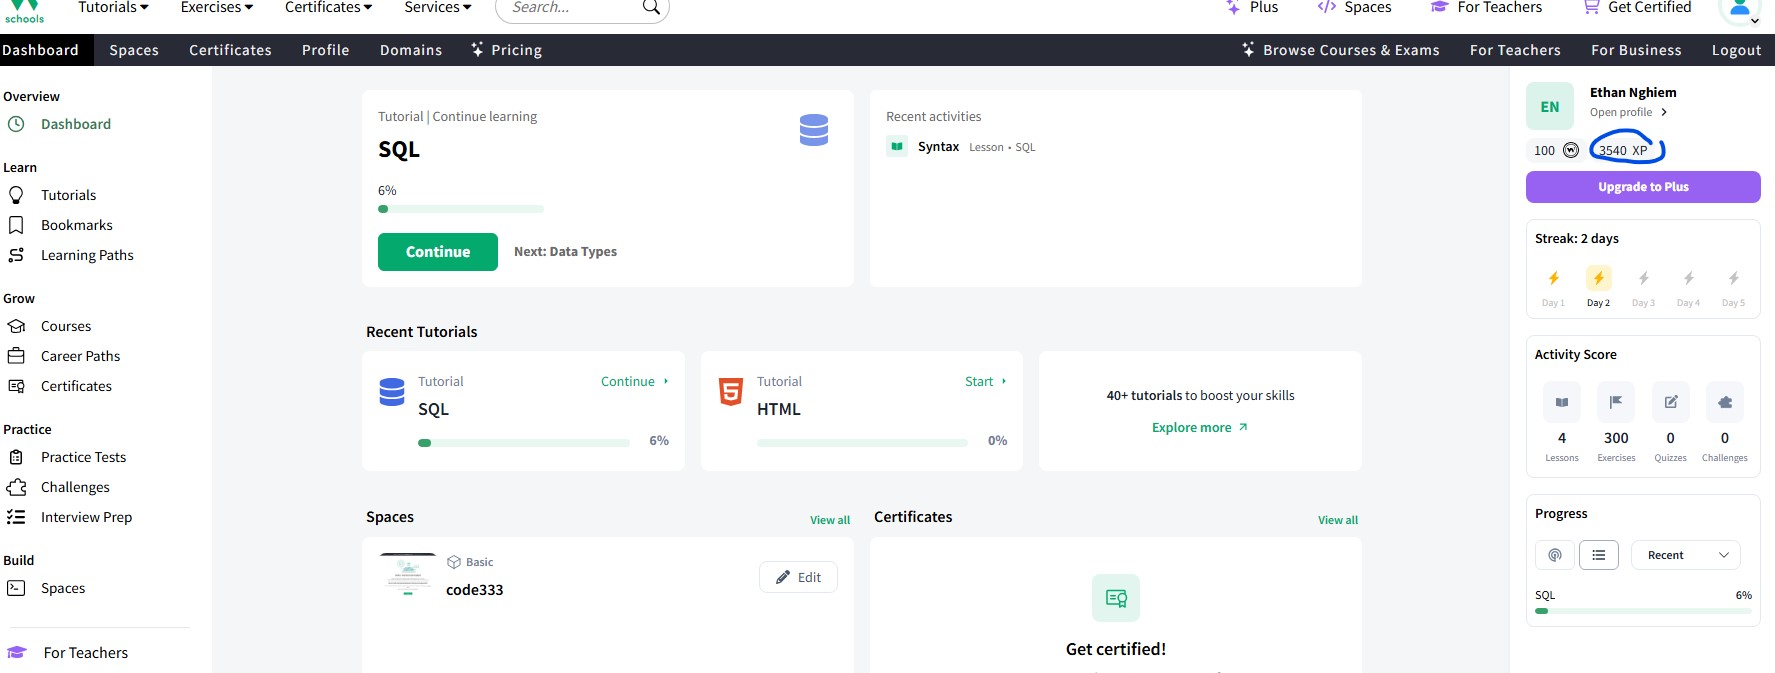 schools
Tutorials Exercises Certificates Services Search... Plus Spaces For Teachers Get Certified
Dashboard Spaces Certificates Profile Domains Pricing Browse Courses & Exams For Teachers For Business Logout
Overview
Dashboard
Learn
Tutorials
Bookmarks
Learning Paths
Grow
Courses
Career Paths
Certificates
Practice
Practice Tests
Challenges
Interview Prep
Build
Spaces
For Teachers
Tutorial | Continue learning
SQL
6%
Continue Next: Data Types
Recent activities
Syntax Lesson • SQL
Recent Tutorials
Tutorial Continue
SQL
6%
Tutorial Start
HTML
0%
40+ tutorials to boost your skills
Explore more
Spaces View all
Basic
code333
Edit
Certificates View all
Get certified!
EN
Ethan Nghiem
Open profile
100 3540 XP
Upgrade to Plus
Streak: 2 days
Day 1 Day 2 Day 3 Day 4 Day 5
Activity Score
4 300 0 0
Lessons Exercises Quizzes Challenges
Progress
Recent
SQL 6%